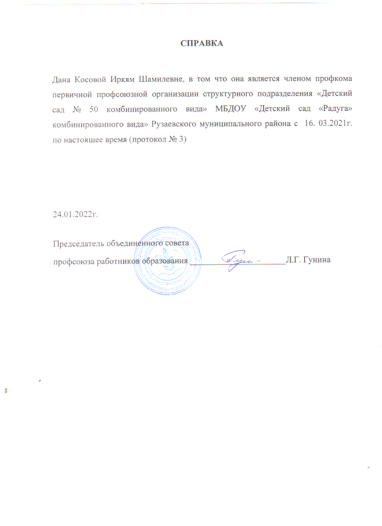 СПРАВКА
Дана Косовой Иркям Шамилевне, в том что она является членом профкома
первичной профсоюзной организации структурного подразделения «Детский
сад № 50 комбинированного вида» МБДОУ «Детский сад «Радуга»
комбинированного вида» Рузаевского муниципального района с 16. 03.2021г.
по настоящее время (протокол № 3)
24.01.2022г.
Председатель объединенного совета
профсоюза работников образования Л.Г. Гунина